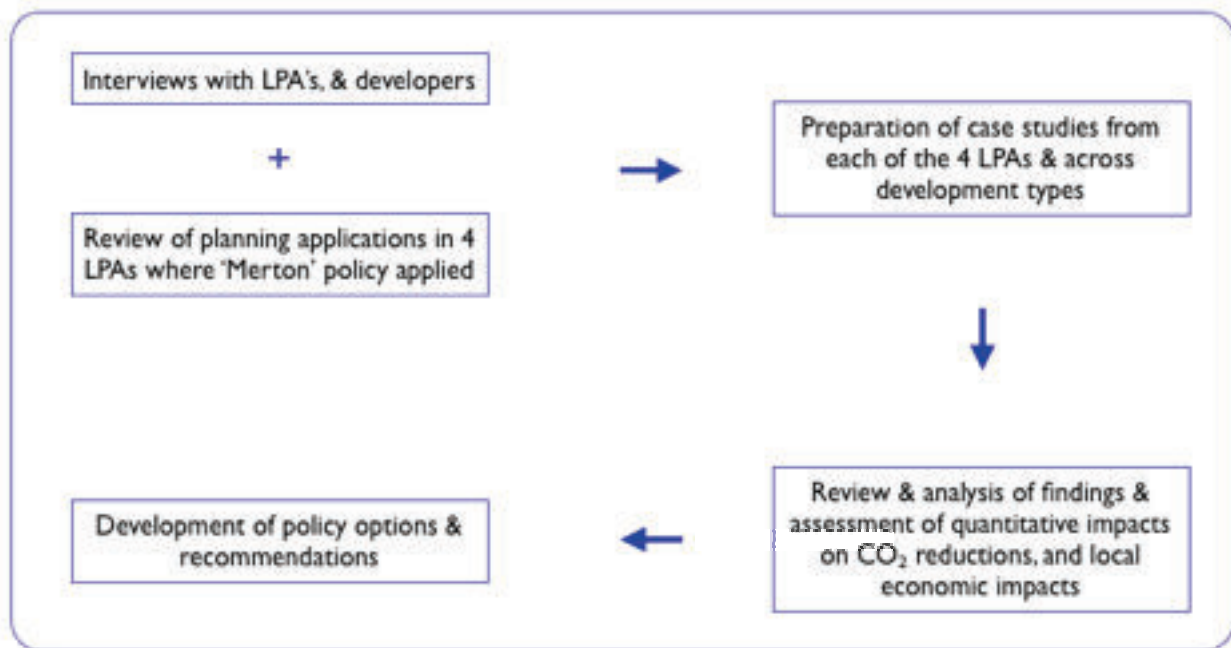 Interviews with LPA's, & developers
+
Review of planning applications in 4
LPAs where 'Merton' policy applied
Preparation of case studies from
each of the 4 LPAs & across
development types
Review & analysis of findings &
assessment of quantitative impacts
on CO₂ reductions, and local
economic impacts
Development of policy options &
recommendations